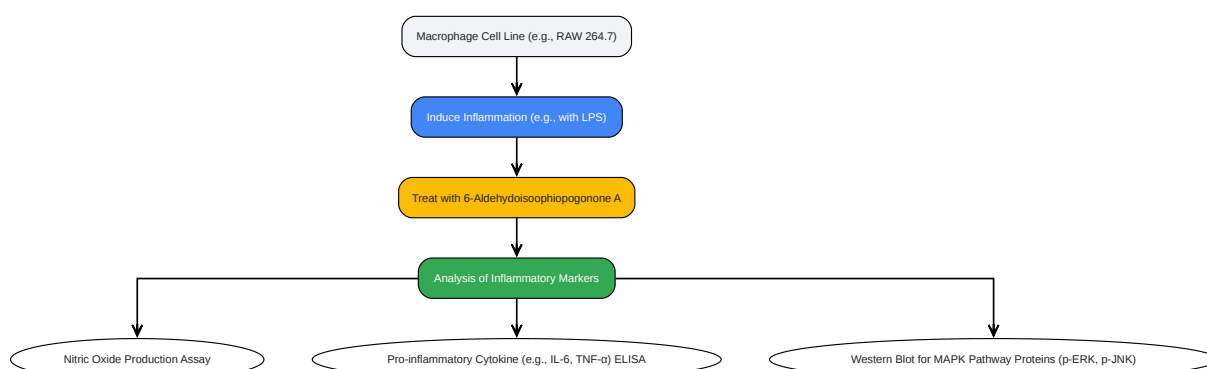 Macrophage Cell Line (e.g., RAW 264.7)
Induce Inflammation (e.g., with LPS)
Treat with 6-Aldehydoisoophiopogonone A
Analysis of Inflammatory Markers
Nitric Oxide Production Assay
Pro-inflammatory Cytokine (e.g., IL-6, TNF-α) ELISA
Western Blot for MAPK Pathway Proteins (p-ERK, p-JNK)